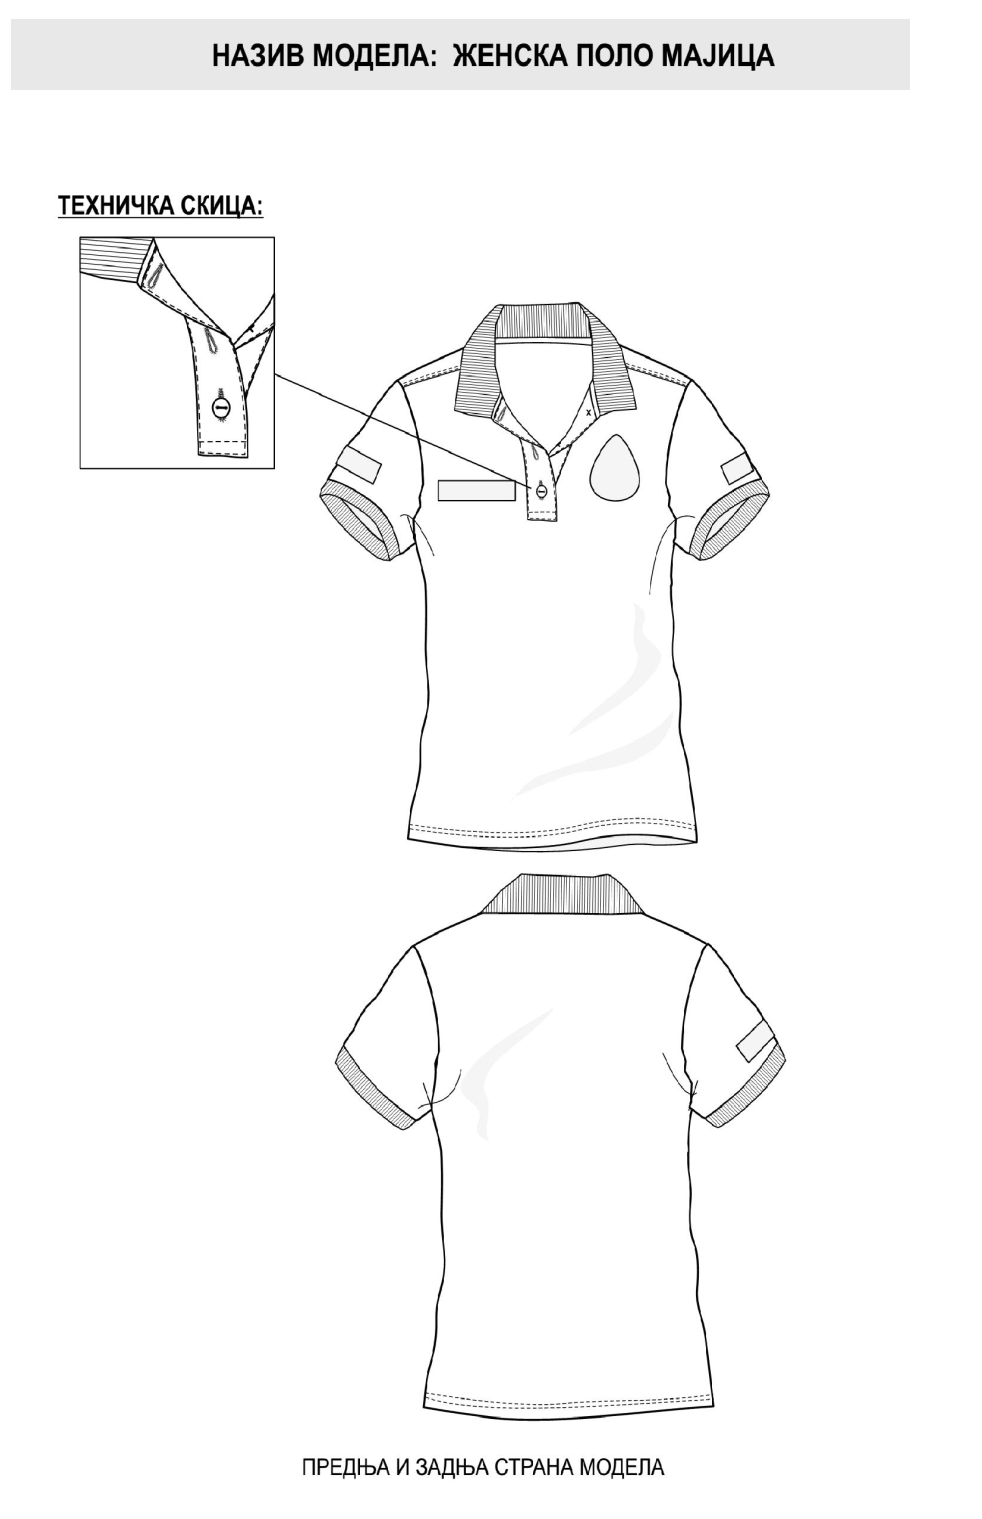 НАЗИВ МОДЕЛА: ЖЕНСКА ПОЛО МАЈИЦА
ТЕХНИЧКА СКИЦА:
ПРЕДЊА И ЗАДЊА СТРАНА МОДЕЛА